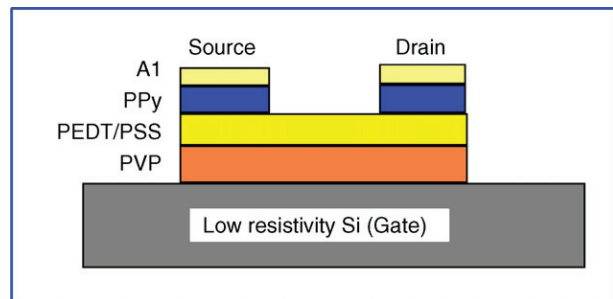 Source
Drain
A1
PPy
PEDT/PSS
PVP
Low resistivity Si (Gate)